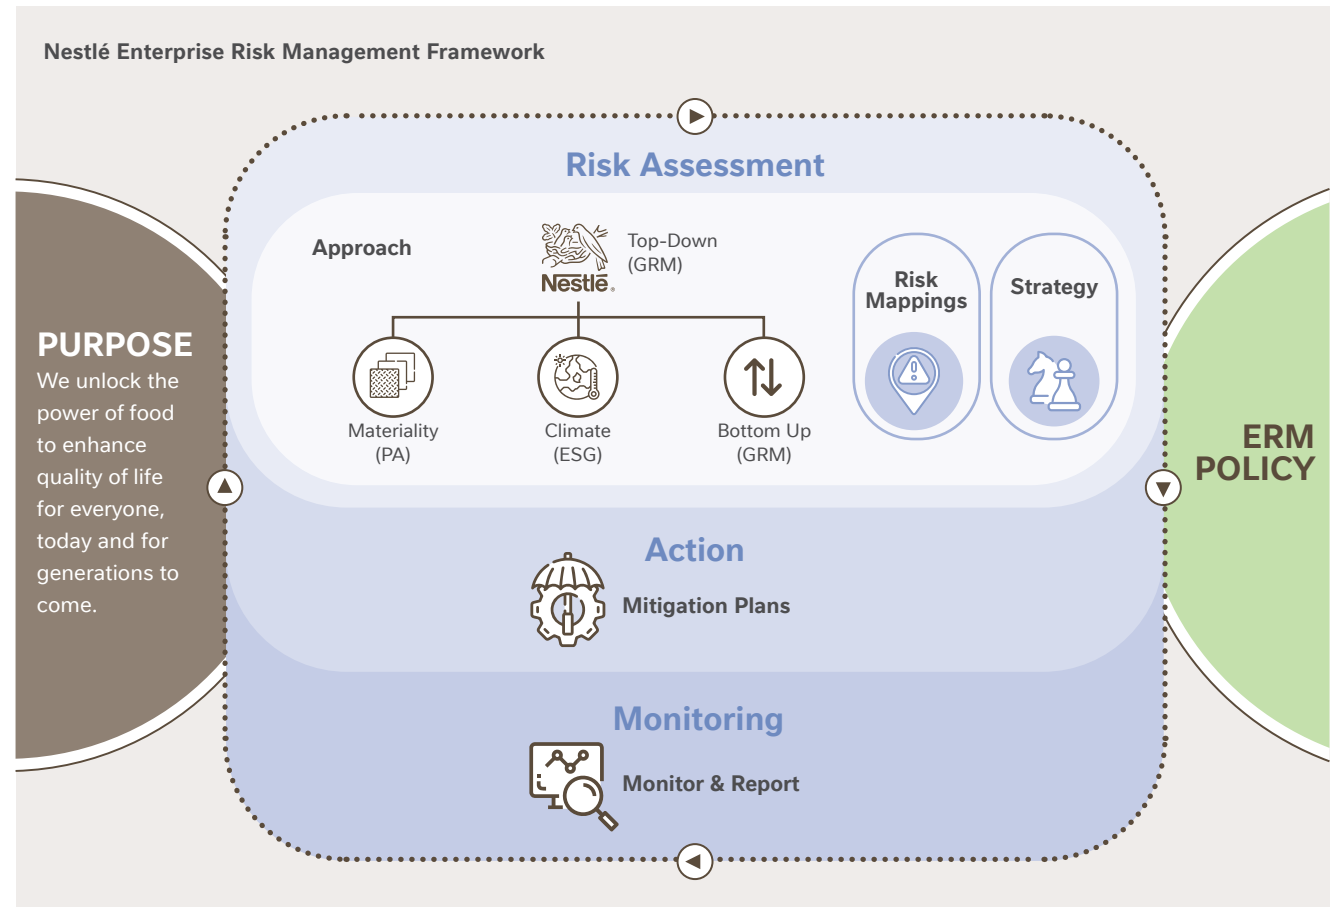 Nestlé Enterprise Risk Management Framework
Risk Assessment
Approach
Nestlé®
Top-Down
(GRM)
Materiality
(PA)
Climate
(ESG)
Bottom Up
(GRM)
Risk
Mappings
Strategy
PURPOSE
We unlock the
power of food
to enhance
quality of life
for everyone,
today and for
generations to
come.
ERM
POLICY
Action
Mitigation Plans
Monitoring
Monitor & Report